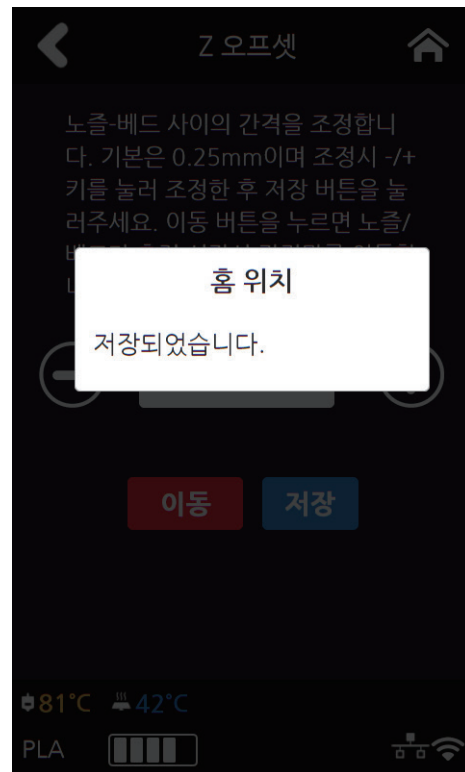 Z 오프셋
노즐-베드 사이의 간격을 조정합니
다. 기본은 0.25mm이며 조정시 -/+
키를 눌러 조정한 후 저장 버튼을 눌
러주세요. 이동 버튼을 누르면 노즐/
홈 위치
저장되었습니다.
이동 저장
81°C 42°C
PLA